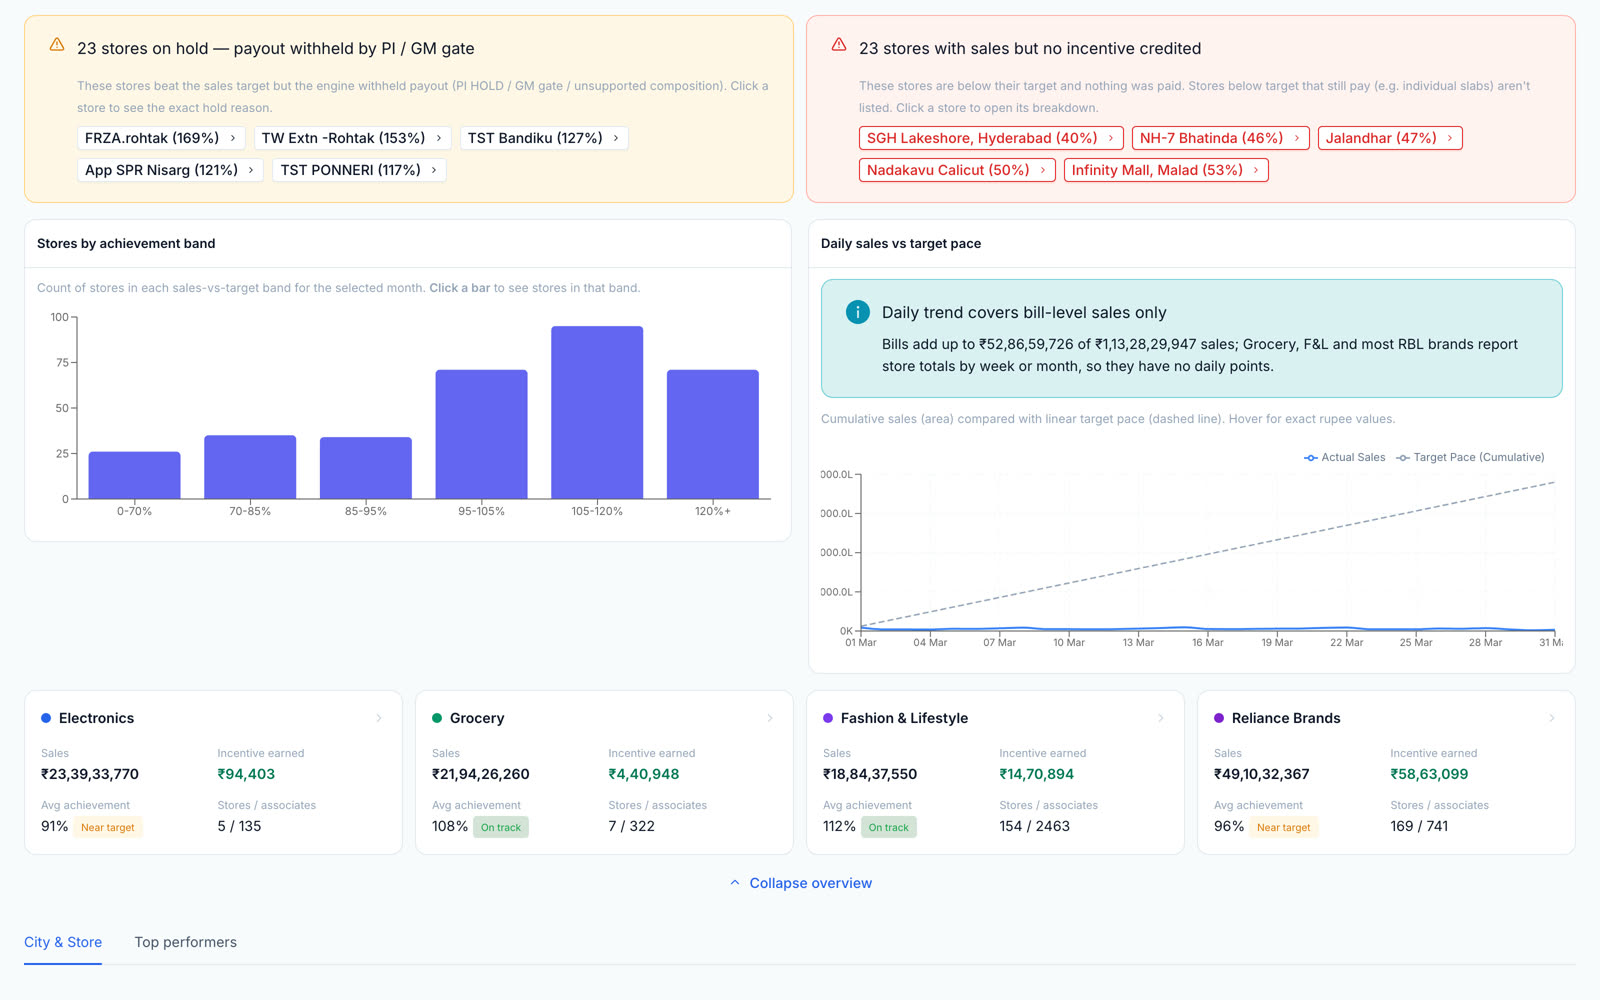 23 stores on hold — payout withheld by PI / GM gate
These stores beat the sales target but the engine withheld payout (PI HOLD / GM gate / unsupported composition). Click a
store to see the exact hold reason.
FRZA.rohtak (169%)
TW Extn -Rohtak (153%)
TST Bandiku (127%)
App SPR Nisarg (121%)
TST PONNERI (117%)
23 stores with sales but no incentive credited
These stores are below their target and nothing was paid. Stores below target that still pay (e.g. individual slabs) aren't
listed. Click a store to open its breakdown.
SGH Lakeshore, Hyderabad (40%)
NH-7 Bhatinda (46%)
Jalandhar (47%)
Nadakavu Calicut (50%)
Infinity Mall, Malad (53%)
Stores by achievement band
Count of stores in each sales-vs-target band for the selected month. Click a bar to see stores in that band.
100
75
50
25
0
0-70%
70-85%
85-95%
95-105%
105-120%
120%+
Daily sales vs target pace
Daily trend covers bill-level sales only
Bills add up to ₹52,86,59,726 of ₹1,13,28,29,947 sales; Grocery, F&L and most RBL brands report
store totals by week or month, so they have no daily points.
Cumulative sales (area) compared with linear target pace (dashed line). Hover for exact rupee values.
Actual Sales
Target Pace (Cumulative)
000.0L
000.0L
000.0L
000.0L
0K
01 Mar
04 Mar
07 Mar
10 Mar
13 Mar
16 Mar
19 Mar
22 Mar
25 Mar
28 Mar
31 M
Electronics
Sales
Incentive earned
₹23,39,33,770
₹94,403
Avg achievement
Stores / associates
91% Near target
5 / 135
Grocery
Sales
Incentive earned
₹21,94,26,260
₹4,40,948
Avg achievement
Stores / associates
108% On track
7 / 322
Fashion & Lifestyle
Sales
Incentive earned
₹18,84,37,550
₹14,70,894
Avg achievement
Stores / associates
112% On track
154 / 2463
Reliance Brands
Sales
Incentive earned
₹49,10,32,367
₹58,63,099
Avg achievement
Stores / associates
96% Near target
169 / 741
Collapse overview
City & Store
Top performers